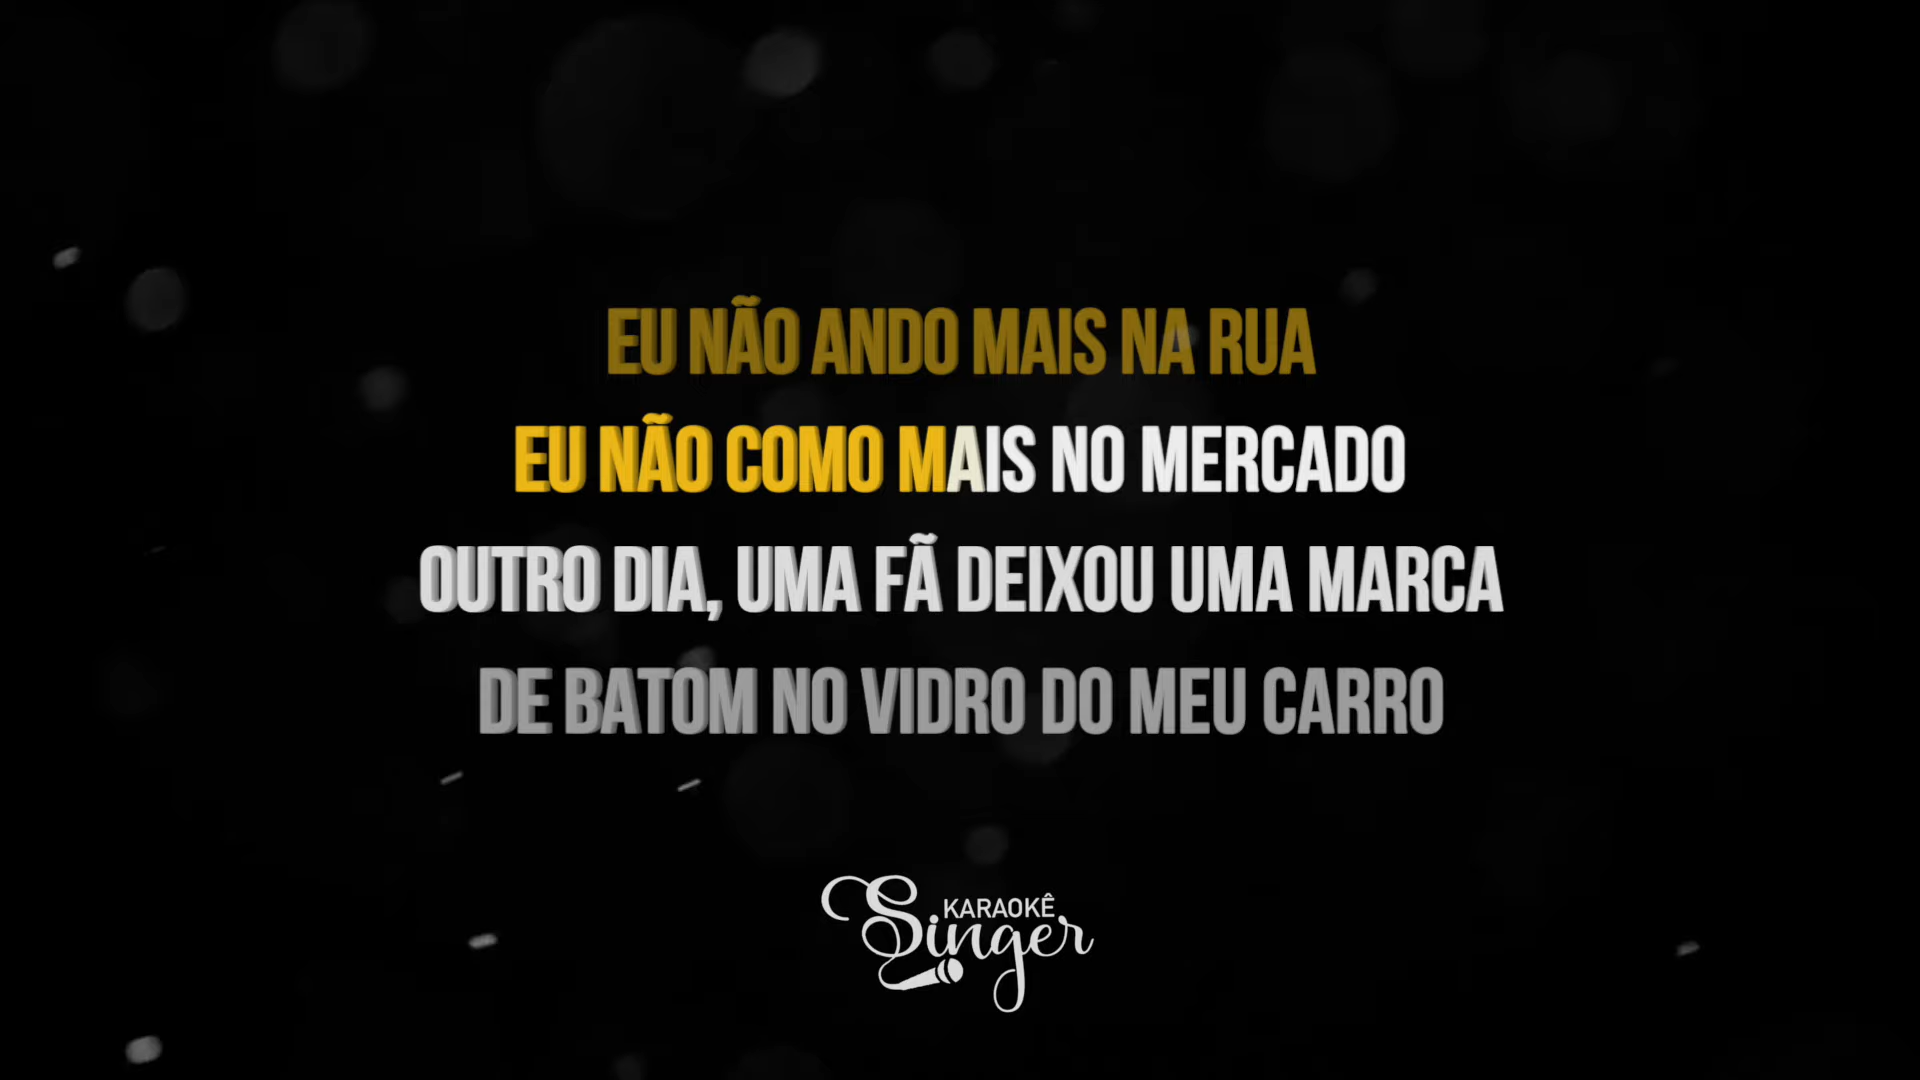 EU NÃO ANDO MAIS NA RUA
EU NÃO COMO MAIS NO MERCADO
OUTRO DIA, UMA FÃ DEIXOU UMA MARCA
DE BATOM NO VIDRO DO MEU CARRO
KARAOKÊ
Singer